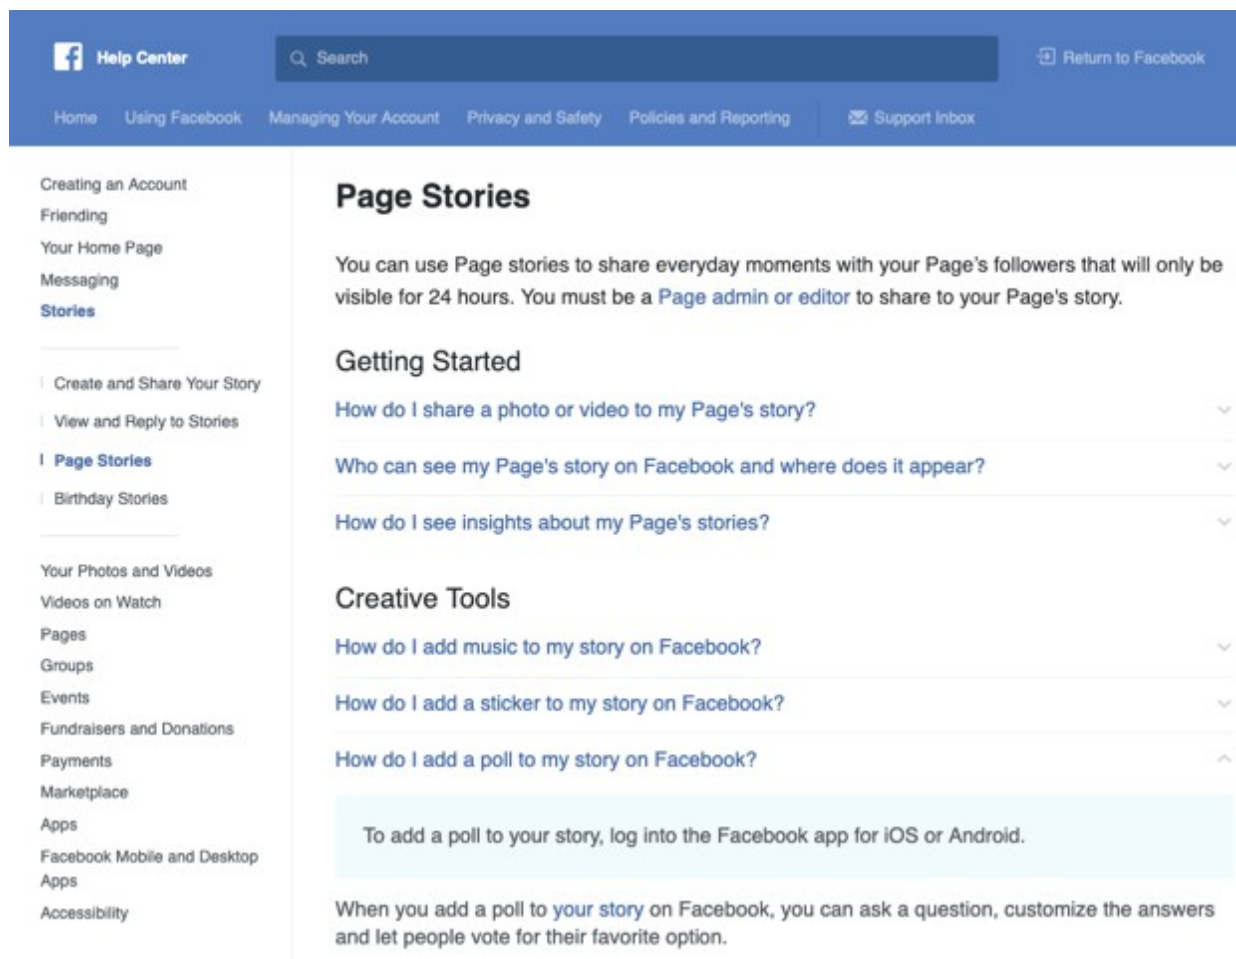 Help Center
Search
Return to Facebook
Home Using Facebook Managing Your Account Privacy and Safety Policies and Reporting Support Inbox
Creating an Account
Friending
Your Home Page
Messaging
Stories
Create and Share Your Story
View and Reply to Stories
Page Stories
Birthday Stories
Your Photos and Videos
Videos on Watch
Pages
Groups
Events
Fundraisers and Donations
Payments
Marketplace
Apps
Facebook Mobile and Desktop
Apps
Accessibility
Page Stories
You can use Page stories to share everyday moments with your Page's followers that will only be
visible for 24 hours. You must be a Page admin or editor to share to your Page's story.
Getting Started
How do I share a photo or video to my Page's story?
Who can see my Page's story on Facebook and where does it appear?
How do I see insights about my Page's stories?
Creative Tools
How do I add music to my story on Facebook?
How do I add a sticker to my story on Facebook?
How do I add a poll to my story on Facebook?
To add a poll to your story, log into the Facebook app for iOS or Android.
When you add a poll to your story on Facebook, you can ask a question, customize the answers
and let people vote for their favorite option.